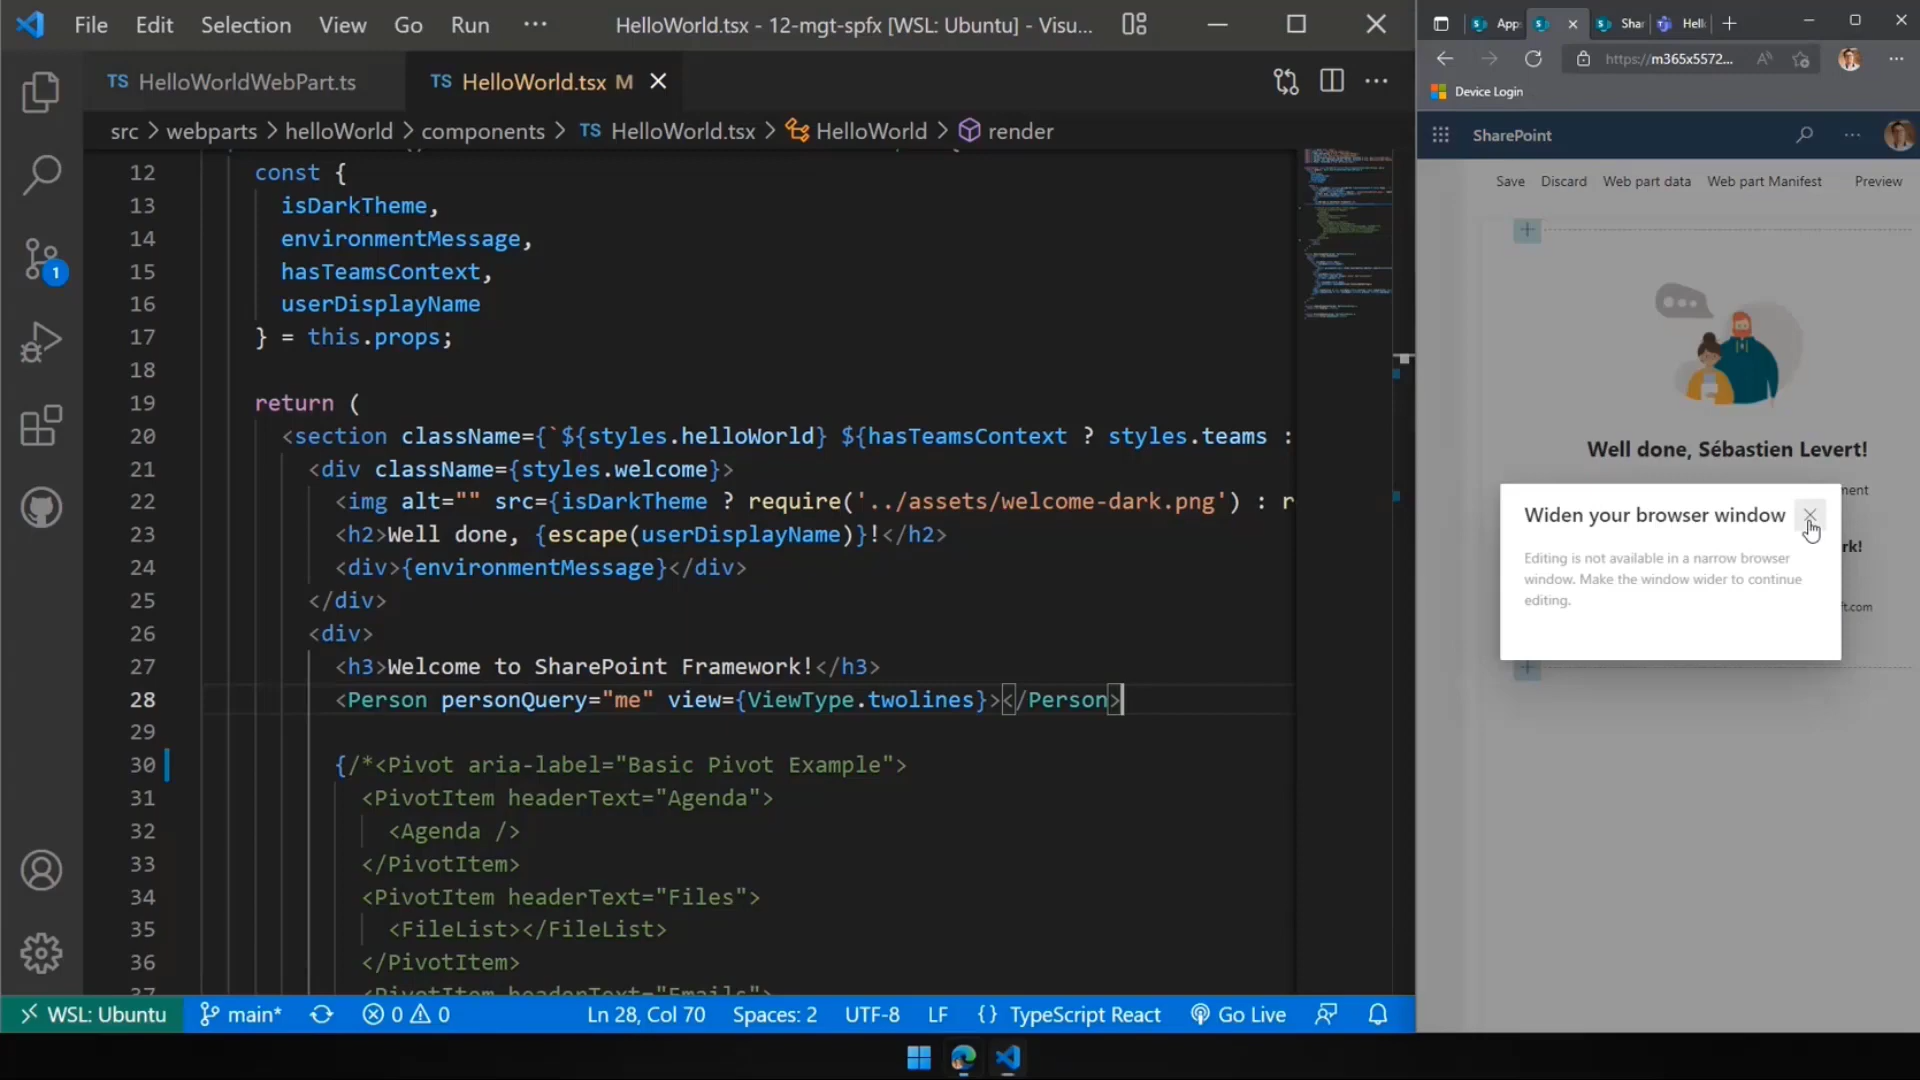 File Edit Selection View Go Run ··· HelloWorld.tsx - 12-mgt-spfx [WSL: Ubuntu] - Visu...
TS HelloWorldWebPart.ts TS HelloWorld.tsx M
src > webparts > helloWorld > components > TS HelloWorld.tsx > HelloWorld > render
12 const {
13 isDarkTheme,
14 environmentMessage,
15 hasTeamsContext,
16 userDisplayName
17 } = this.props;
18
19 return (
20 <section className={`${styles.helloWorld} ${hasTeamsContext ? styles.teams :
21 <div className={styles.welcome}>
22 <img alt="" src={isDarkTheme ? require('../assets/welcome-dark.png') : r
23 <h2>Well done, {escape(userDisplayName)}!</h2>
24 <div>{environmentMessage}</div>
25 </div>
26 <div>
27 <h3>Welcome to SharePoint Framework!</h3>
28 <Person personQuery="me" view={ViewType.twolines}></Person>
29
30 {/*<Pivot aria-label="Basic Pivot Example">
31 <PivotItem headerText="Agenda">
32 <Agenda />
33 </PivotItem>
34 <PivotItem headerText="Files">
35 <FileList></FileList>
36 </PivotItem>
37 <PivotItem headerText="Emails">
1
WSL: Ubuntu main* 0 0 Ln 28, Col 70 Spaces: 2 UTF-8 LF {} TypeScript React Go Live
App Shar Hell
https://m365x5572...
Device Login
SharePoint
Save Discard Web part data Web part Manifest Preview
Well done, Sébastien Levert!
ment
Widen your browser window
rk!
Editing is not available in a narrow browser
window. Make the window wider to continue
editing.
ft.com